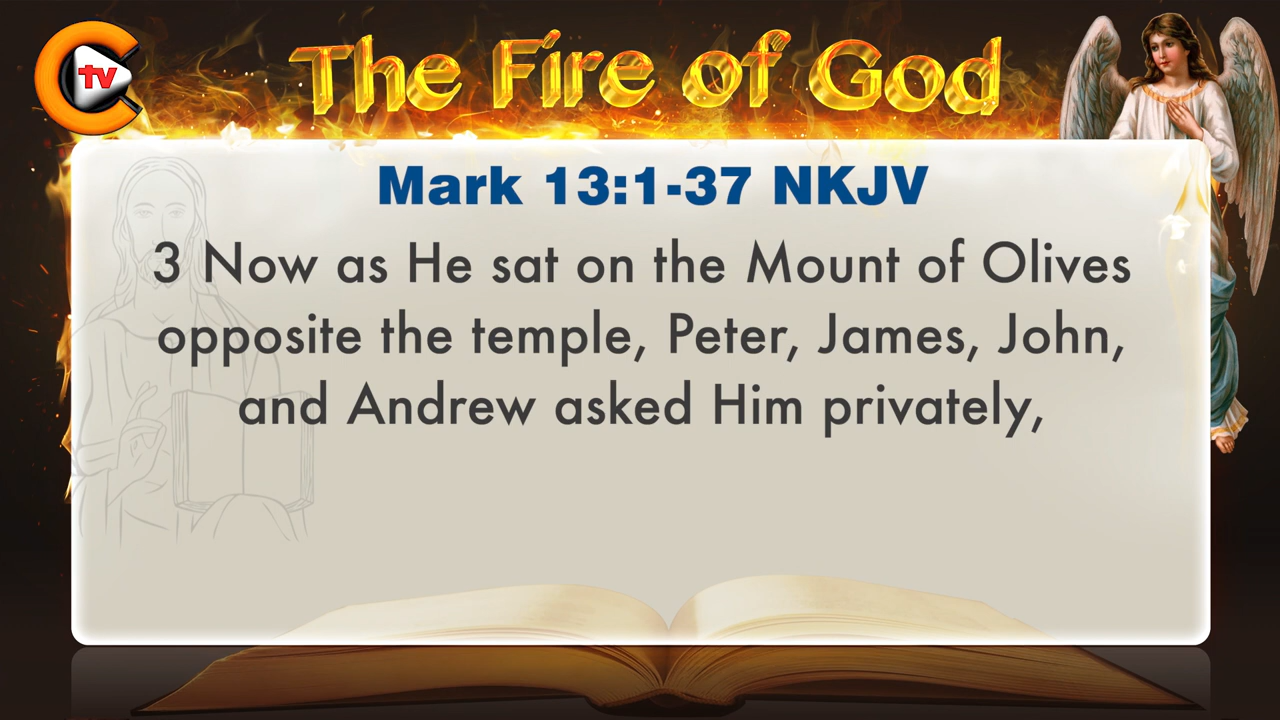 tv
The Fire of God
Mark 13:1-37 NKJV
3 Now as He sat on the Mount of Olives
opposite the temple, Peter, James, John,
and Andrew asked Him privately,